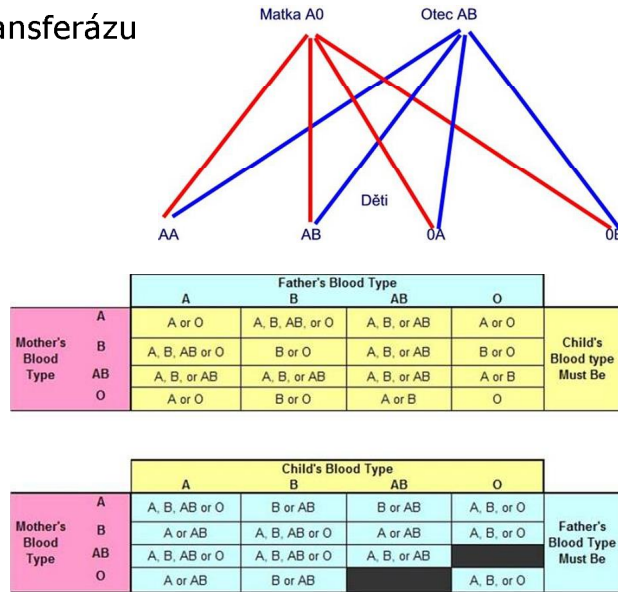 Matka A0 Otec AB
ansferázu
Děti
AA AB 0A
Father's Blood Type
A B AB O
Mother's Blood Type
A A or O A, B, AB, or O A, B, or AB A or O
B A, B, AB or O B or O A, B, or AB B or O
AB A, B, or AB A, B, or AB A, B, or AB A or B
O A or O B or O A or B O
Child's Blood type Must Be
Child's Blood Type
A B AB O
Mother's Blood Type
A A, B, AB or O B or AB B or AB A, B, or O
B A or AB A, B, AB or O A or AB A, B, or O
AB A, B, AB or O A, B, AB or O A, B, or AB
O A or AB B or AB A, B, or O
Father's Blood Type Must Be